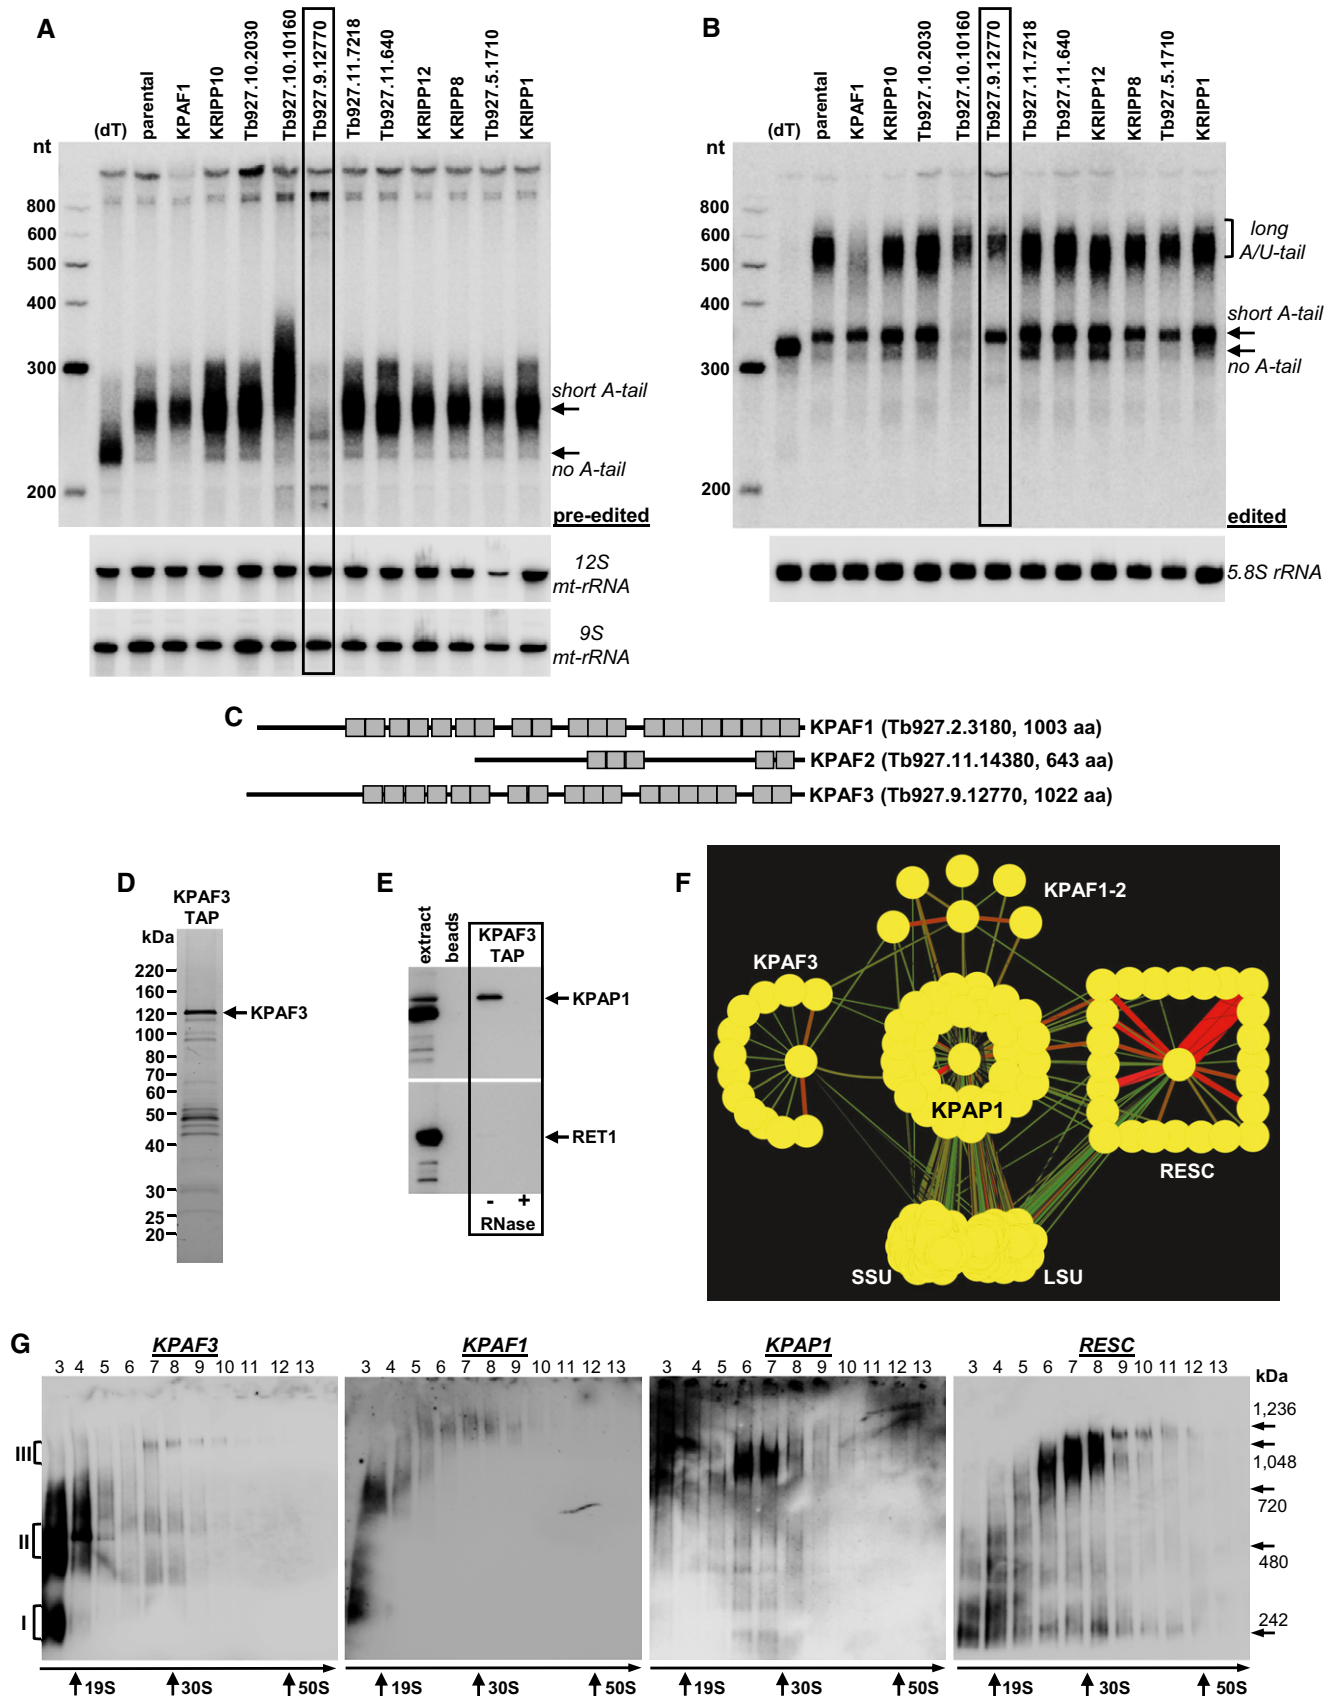 A
(dT)
parental
KPAF1
KRIPP10
Tb927.10.2030
Tb927.10.10160
Tb927.9.12770
Tb927.11.7218
Tb927.11.640
KRIPP12
KRIPP8
Tb927.5.1710
KRIPP1
nt
800
600
500
400
300
200
short A-tail
no A-tail
pre-edited
12S
mt-rRNA
9S
mt-rRNA
B
(dT)
parental
KPAF1
KRIPP10
Tb927.10.2030
Tb927.10.10160
Tb927.9.12770
Tb927.11.7218
Tb927.11.640
KRIPP12
KRIPP8
Tb927.5.1710
KRIPP1
nt
800
600
500
400
300
200
long
A/U-tail
short A-tail
no A-tail
edited
5.8S rRNA
C
KPAF1 (Tb927.2.3180, 1003 aa)
KPAF2 (Tb927.11.14380, 643 aa)
KPAF3 (Tb927.9.12770, 1022 aa)
D
KPAF3
TAP
kDa
220
160
120
100
80
70
60
50
40
30
25
20
KPAF3
E
extract
beads
KPAF3
TAP
KPAP1
RET1
- +
RNase
F
KPAF1-2
KPAF3
KPAP1
RESC
SSU
LSU
G
KPAF3
3 4 5 6 7 8 9 10 11 12 13
III
II
I
19S 30S 50S
KPAF1
3 4 5 6 7 8 9 10 11 12 13
19S 30S 50S
KPAP1
3 4 5 6 7 8 9 10 11 12 13
19S 30S 50S
RESC
3 4 5 6 7 8 9 10 11 12 13
kDa
1,236
1,048
720
480
242
19S 30S 50S